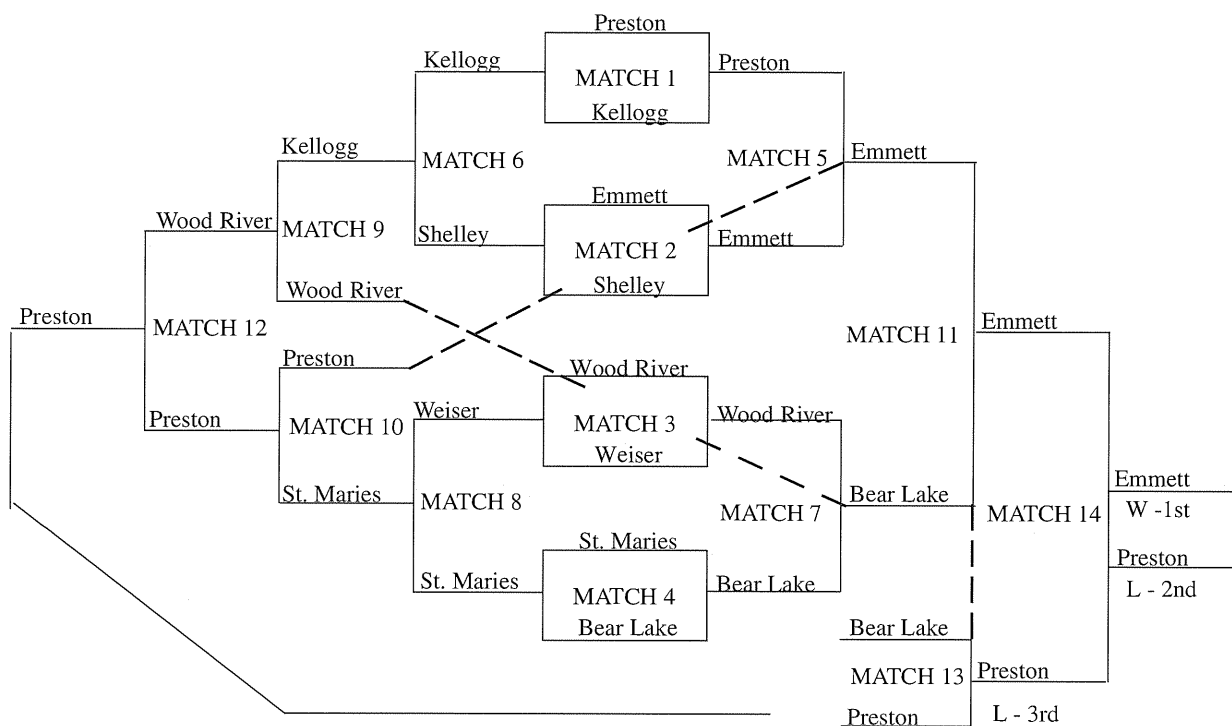 Preston
Kellogg
MATCH 1
Preston
Kellogg
Kellogg
MATCH 6
MATCH 5
Emmett
Emmett
Wood River
MATCH 9
Shelley
MATCH 2
Emmett
Shelley
Wood River
Preston
MATCH 12
MATCH 11
Emmett
Preston
Wood River
Preston
MATCH 10
Weiser
MATCH 3
Wood River
Weiser
St. Maries
MATCH 8
MATCH 7
Bear Lake
MATCH 14
Emmett
W -1st
St. Maries
St. Maries
MATCH 4
Bear Lake
Preston
L - 2nd
Bear Lake
Bear Lake
MATCH 13
Preston
Preston
L - 3rd